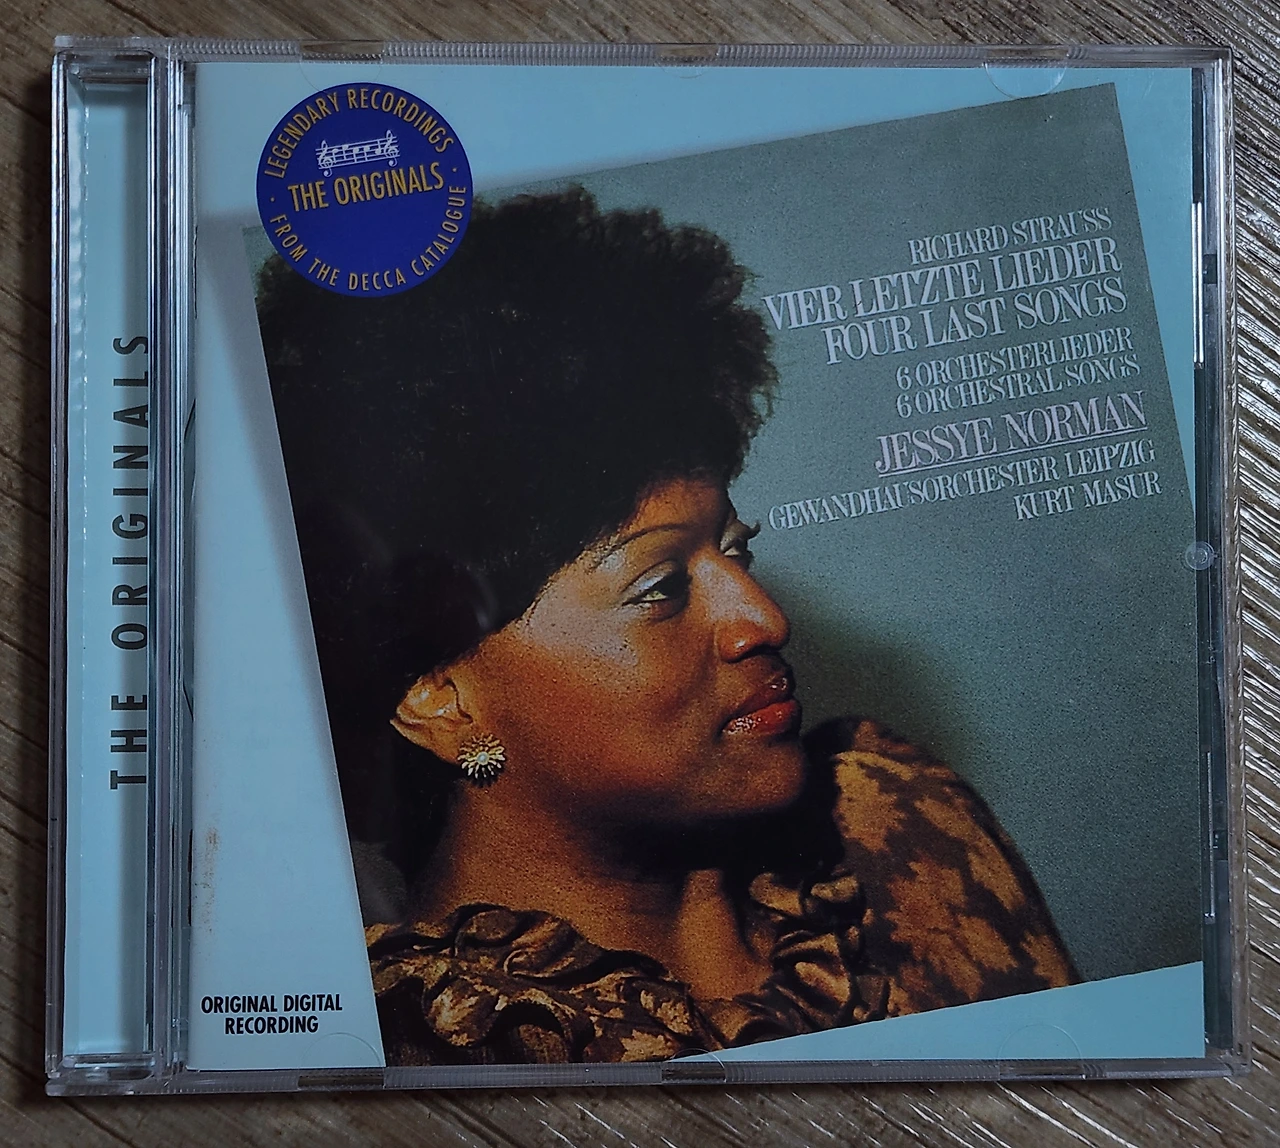 THE ORIGINALS
LEGENDARY RECORDINGS
THE ORIGINALS
FROM THE DECCA CATALOGUE
RICHARD STRAUSS
VIER LETZTE LIEDER
FOUR LAST SONGS
6 ORCHESTERLIEDER
6 ORCHESTRAL SONGS
JESSYE NORMAN
GEWANDHAUSORCHESTER LEIPZIG
KURT MASUR
ORIGINAL DIGITAL
RECORDING